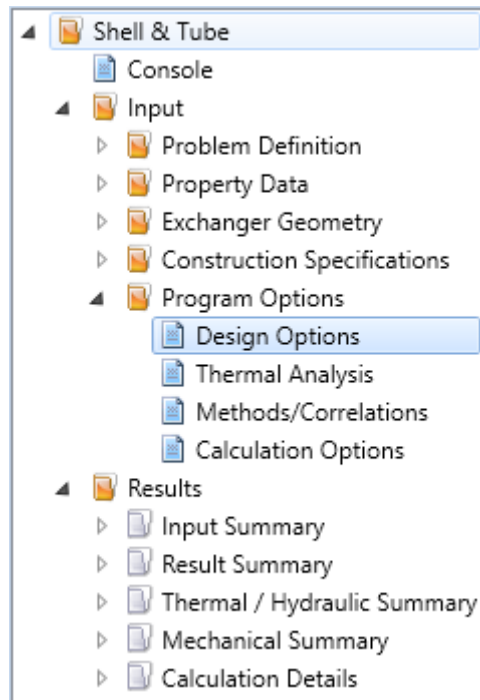 Shell & Tube
Console
Input
Problem Definition
Property Data
Exchanger Geometry
Construction Specifications
Program Options
Design Options
Thermal Analysis
Methods/Correlations
Calculation Options
Results
Input Summary
Result Summary
Thermal / Hydraulic Summary
Mechanical Summary
Calculation Details